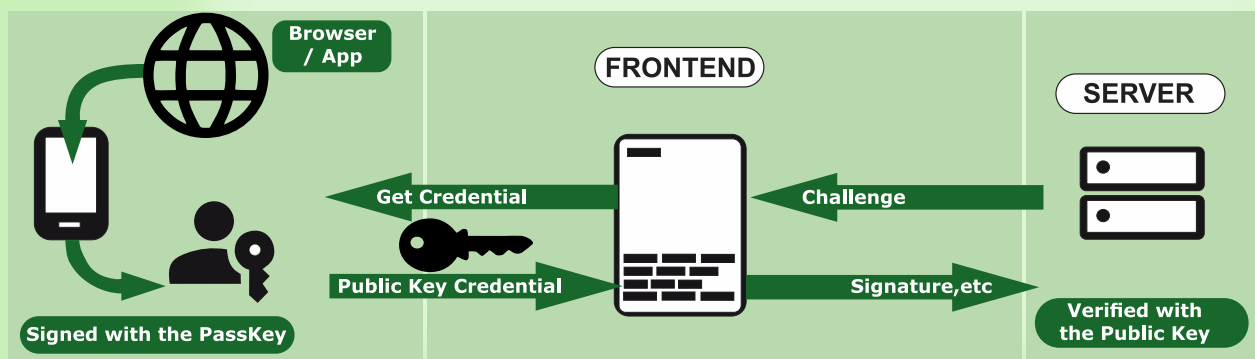 Browser
/ App
FRONTEND
SERVER
Get Credential
Challenge
Public Key Credential
Signature,etc
Signed with the PassKey
Verified with
the Public Key